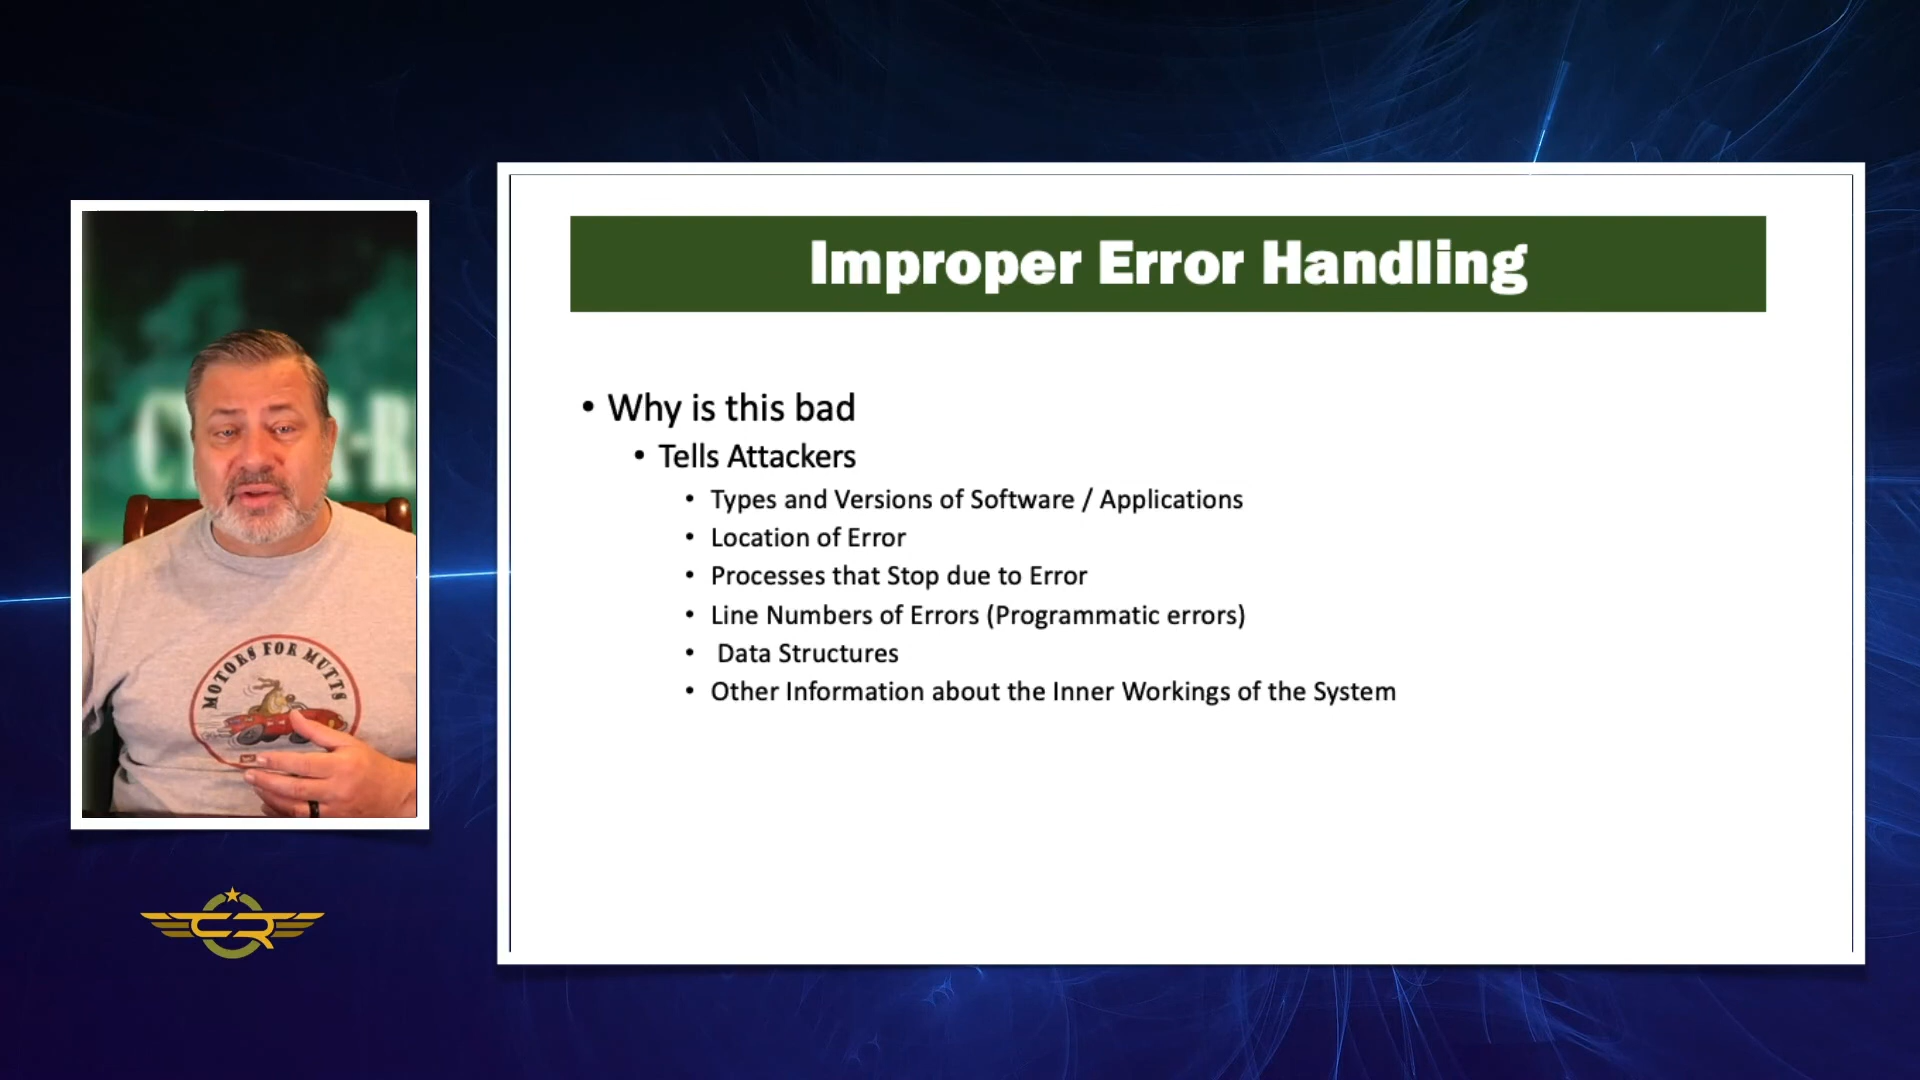 Improper Error Handling
• Why is this bad
• Tells Attackers
• Types and Versions of Software / Applications
• Location of Error
• Processes that Stop due to Error
• Line Numbers of Errors (Programmatic errors)
• Data Structures
• Other Information about the Inner Workings of the System
MOTORS FOR MUTTS
CR